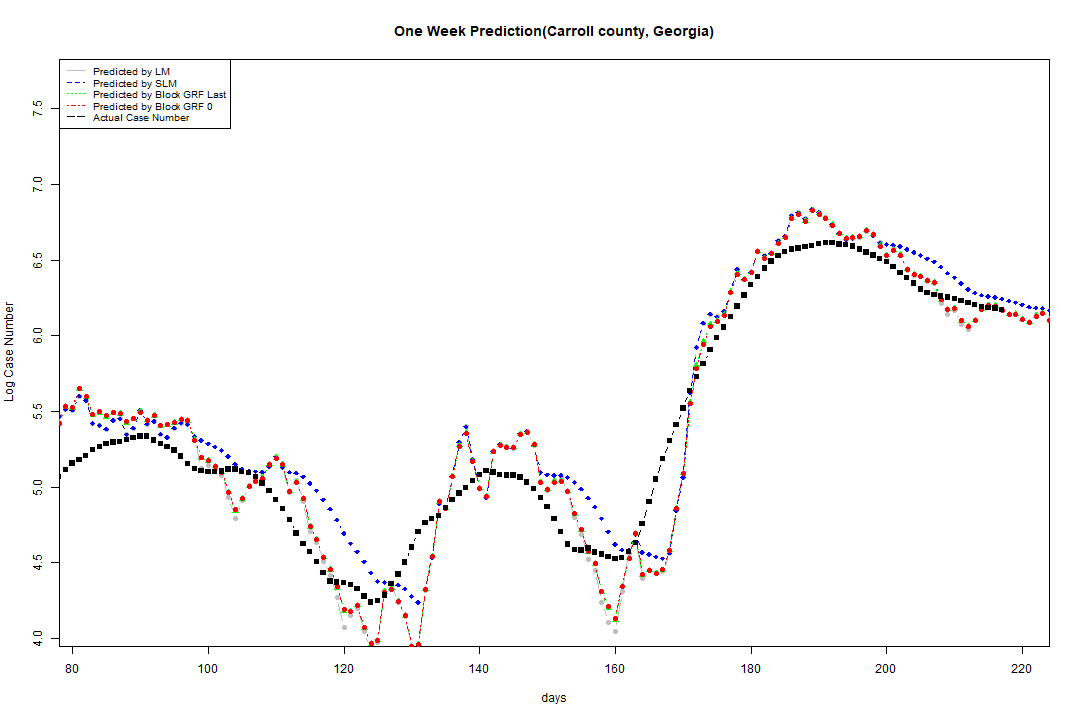 One Week Prediction(Carroll county, Georgia)
Predicted by LM
Predicted by SLM
Predicted by Block GRF Last
Predicted by Block GRF 0
Actual Case Number
Log Case Number
7.5
7.0
6.5
6.0
5.5
5.0
4.5
4.0
80 100 120 140 160 180 200 220
days